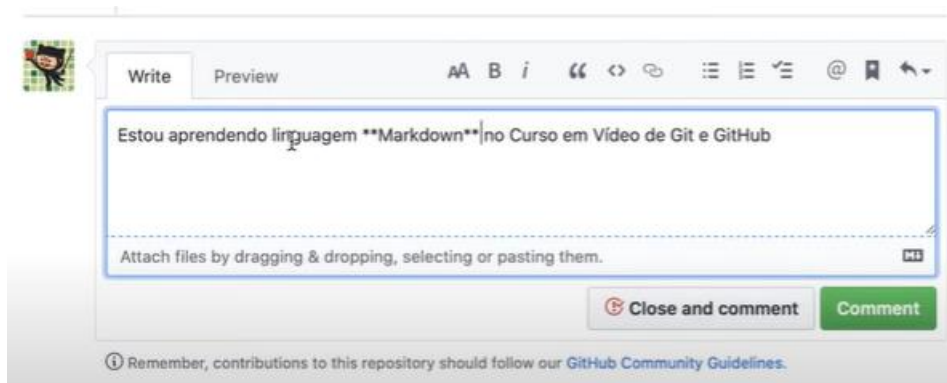 Write Preview AA B i
Estou aprendendo linguagem **Markdown** no Curso em Vídeo de Git e GitHub
Attach files by dragging & dropping, selecting or pasting them.
Close and comment Comment
Remember, contributions to this repository should follow our GitHub Community Guidelines.